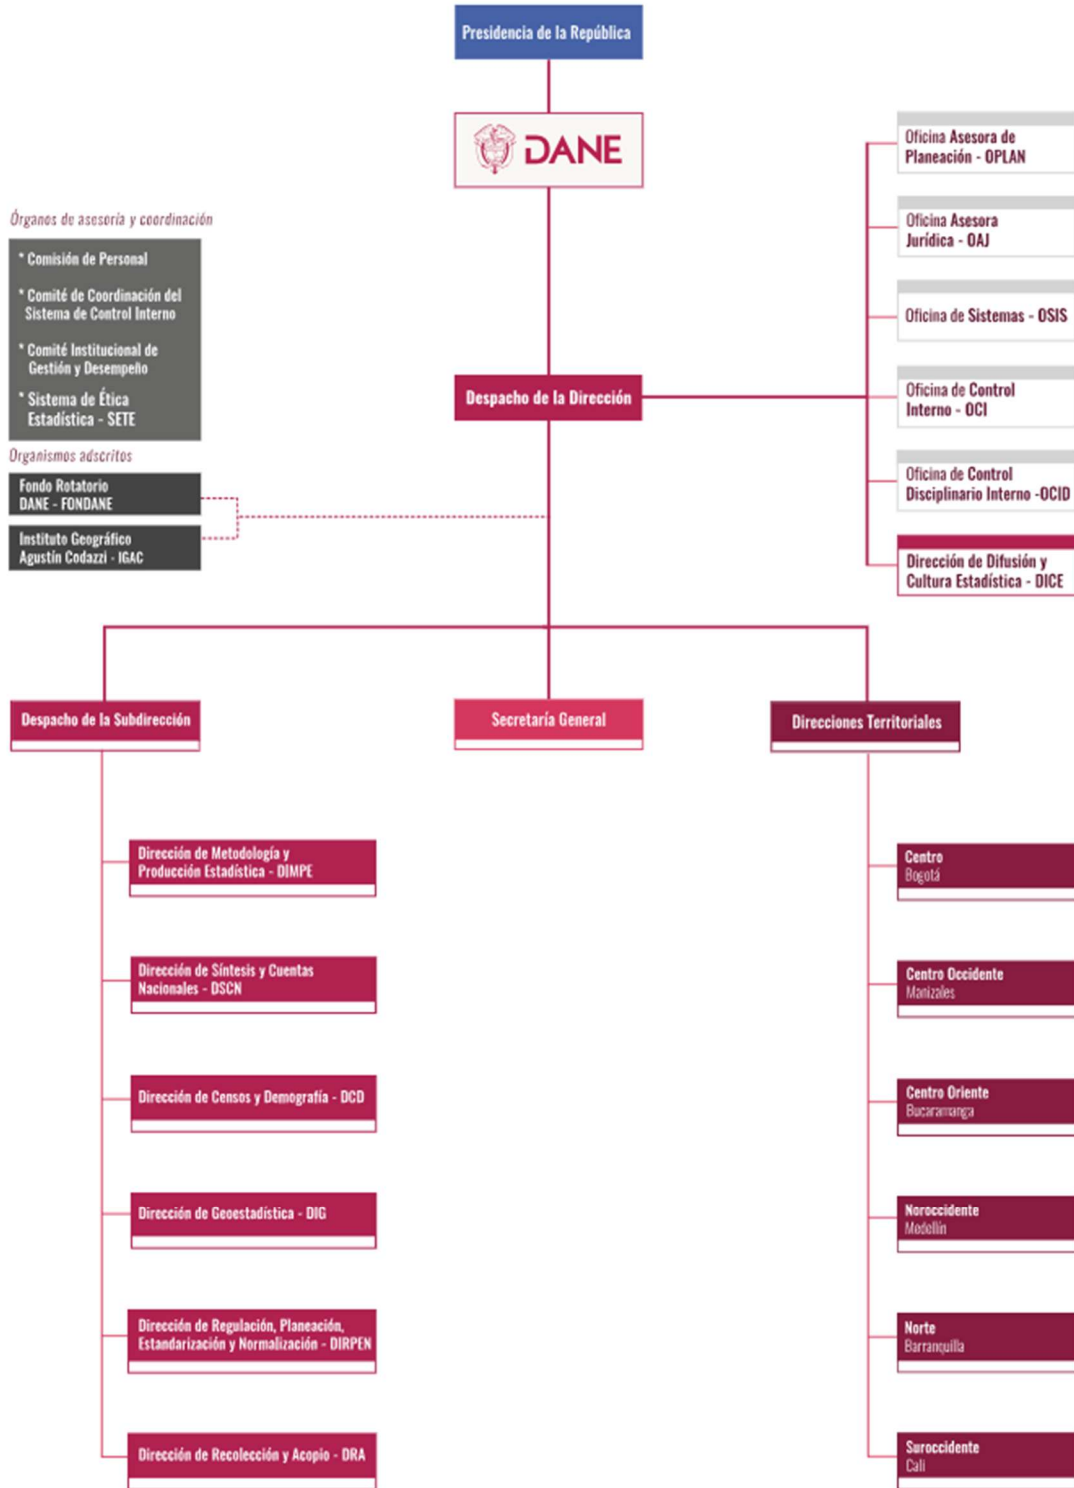 Presidencia de la República
DANE
Oficina Asesora de
Planeación - OPLAN
Oficina Asesora
Jurídica - OAJ
Oficina de Sistemas - OSIS
Oficina de Control
Interno - OCI
Oficina de Control
Disciplinario Interno -OCID
Dirección de Difusión y
Cultura Estadística - DICE
Órganos de asesoría y coordinación
* Comisión de Personal
* Comité de Coordinación del
Sistema de Control Interno
* Comité Institucional de
Gestión y Desempeño
* Sistema de Ética
Estadística - SETE
Organismos adscritos
Fondo Rotatorio
DANE - FONDANE
Instituto Geográfico
Agustín Codazzi - IGAC
Despacho de la Dirección
Despacho de la Subdirección
Dirección de Metodología y
Producción Estadística - DIMPE
Dirección de Síntesis y Cuentas
Nacionales - DSCN
Dirección de Censos y Demografía - DCD
Dirección de Geoestadística - DIG
Dirección de Regulación, Planeación,
Estandarización y Normalización - DIRPEN
Dirección de Recolección y Acopio - DRA
Secretaría General
Direcciones Territoriales
Centro
Bogotá
Centro Occidente
Manizales
Centro Oriente
Bucaramanga
Noroccidente
Medellín
Norte
Barranquilla
Suroccidente
Cali